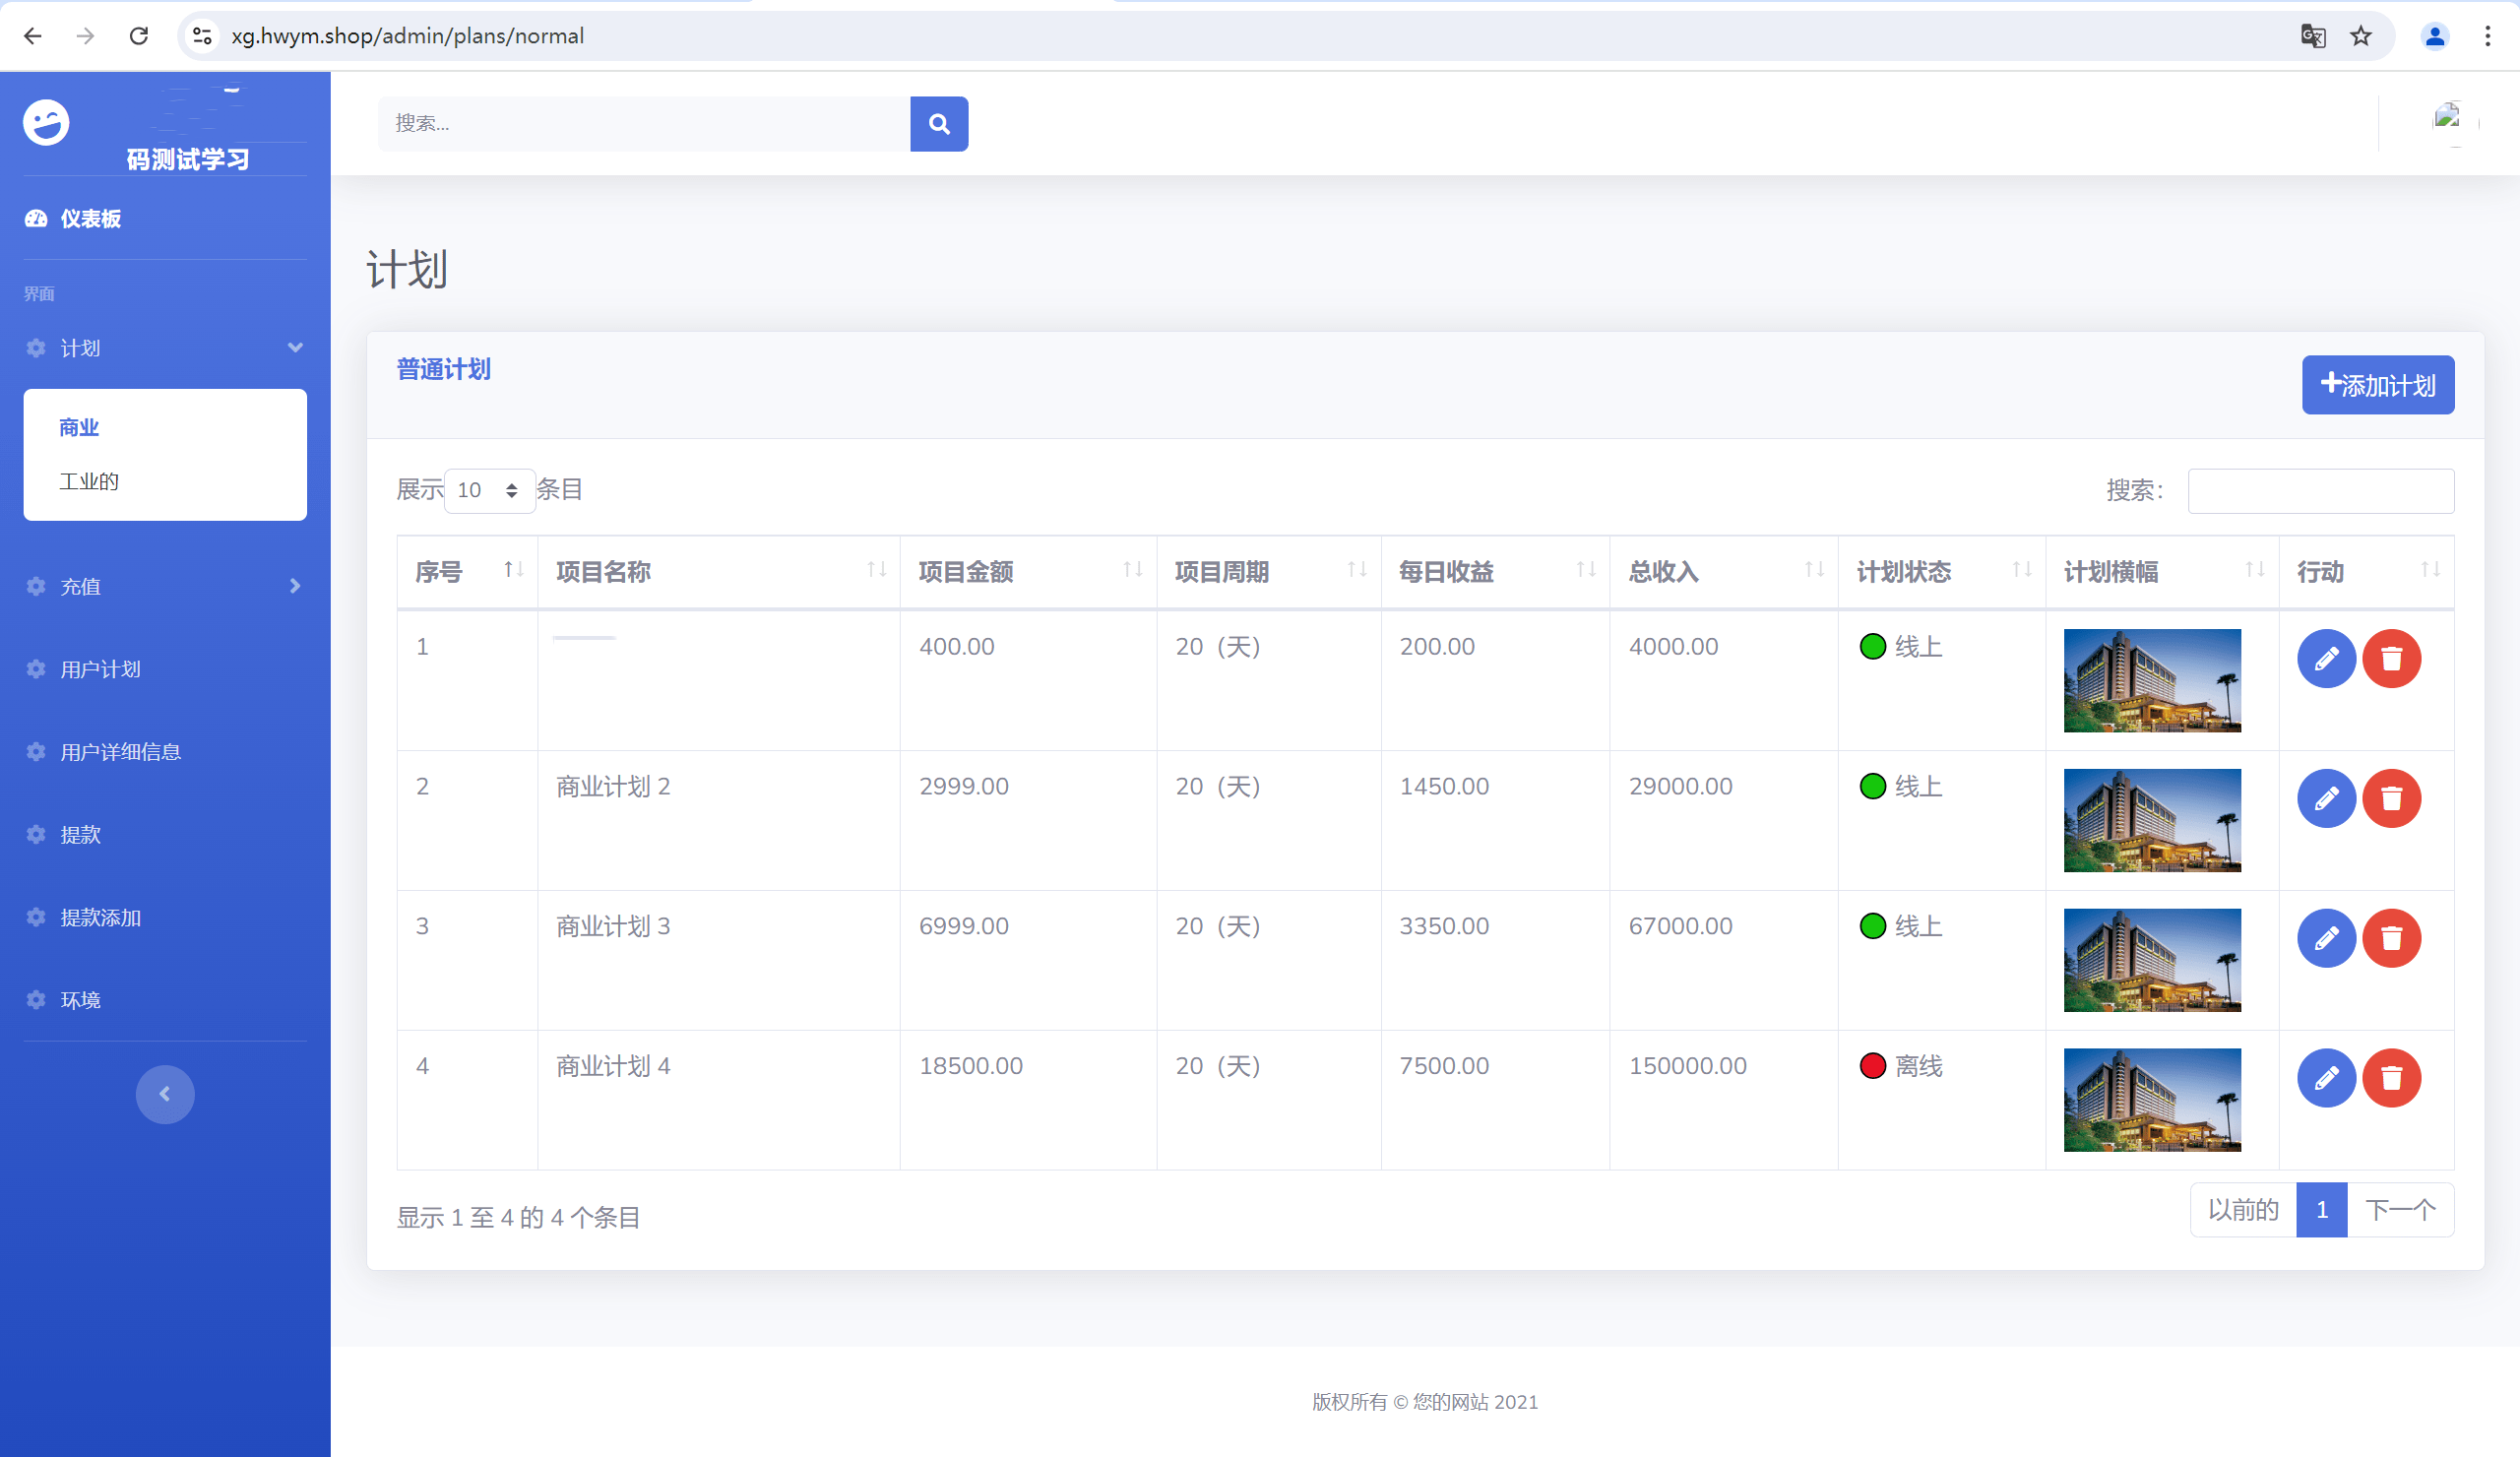 xg.hwym.shop/admin/plans/normal
码测试学习
搜索...
仪表板
界面
计划
商业
工业的
充值
用户计划
用户详细信息
提款
提款添加
环境
计划
普通计划
添加计划
展示 10 条目
搜索：
序号 项目名称 项目金额 项目周期 每日收益 总收入 计划状态 计划横幅 行动
1 400.00 20（天） 200.00 4000.00 线上
2 商业计划 2 2999.00 20（天） 1450.00 29000.00 线上
3 商业计划 3 6999.00 20（天） 3350.00 67000.00 线上
4 商业计划 4 18500.00 20（天） 7500.00 150000.00 离线
显示 1 至 4 的 4 个条目
以前的 1 下一个
版权所有 © 您的网站 2021